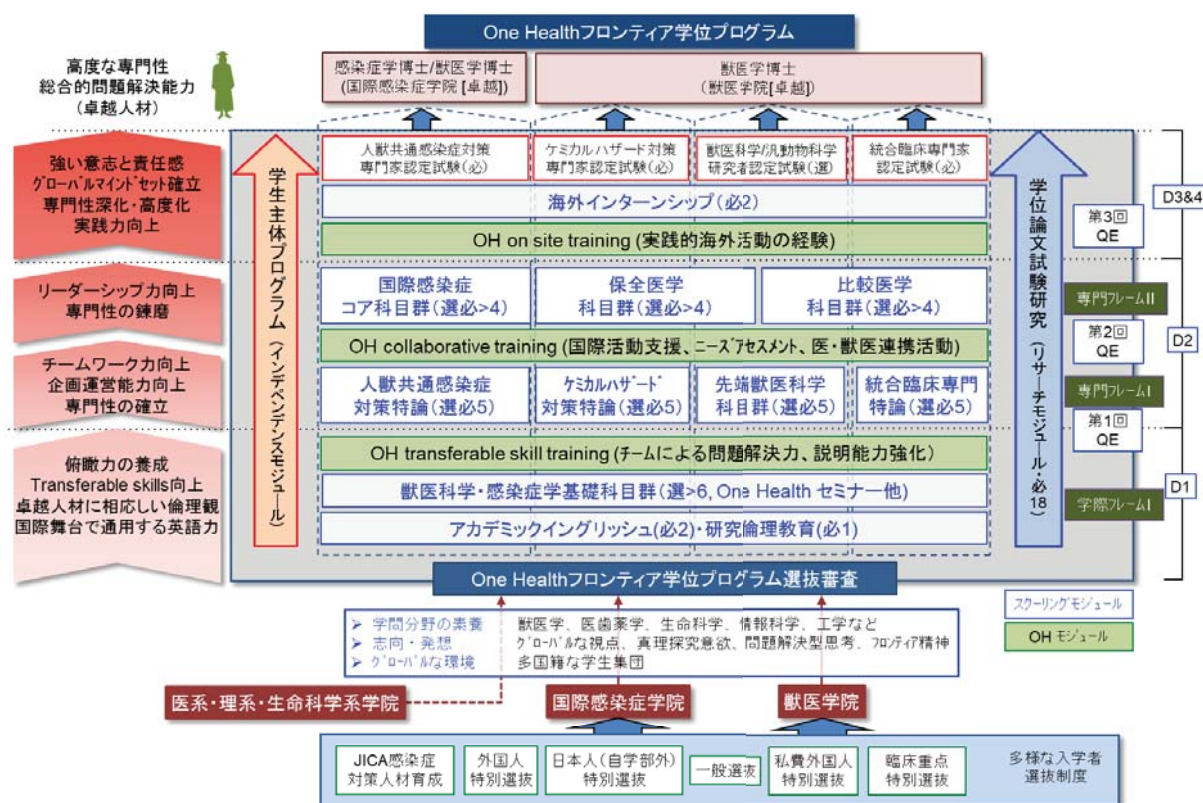 One Healthフロンティア学位プログラム
高度な専門性
総合的問題解決能力
(卓越人材)
感染症学博士/獣医学博士
(国際感染症学院 [卓越])
獣医学博士
(獣医学院[卓越])
強い意志と責任感
グローバルマインドセット確立
専門性深化・高度化
実践力向上
リーダーシップ力向上
専門性の錬磨
チームワーク力向上
企画運営能力向上
専門性の確立
俯瞰力の養成
Transferable skills向上
卓越人材に相応しい倫理観
国際舞台で通用する英語力
学生主体プログラム(インデペンデンスモジュール)
人獣共通感染症対策
専門家認定試験(必)
ケミカルハザード対策
専門家認定試験(必)
獣医科学/汎動物科学
研究者認定試験(選)
統合臨床専門家
認定試験(必)
海外インターンシップ(必2)
OH on site training (実践的海外活動の経験)
国際感染症
コア科目群(選必>4)
保全医学
科目群(選必>4)
比較医学
科目群(選必>4)
OH collaborative training (国際活動支援、ニーズアセスメント、医・獣医連携活動)
人獣共通感染症
対策特論(選必5)
ケミカルハザード
対策特論(選必5)
先端獣医科学
科目群(選必5)
統合臨床専門
特論(選必5)
OH transferable skill training (チームによる問題解決力、説明能力強化)
獣医科学・感染症学基礎科目群(選>6, One Health セミナー他)
アカデミックイングリッシュ(必2)・研究倫理教育(必1)
学位論文試験研究(リサーチモジュール・必18)
第3回
QE
専門フレームII
第2回
QE
専門フレームI
第1回
QE
学際フレームI
D3&4
D2
D1
One Healthフロンティア学位プログラム選抜審査
スクーリングモジュール
OHモジュール
➢ 学問分野の素養 獣医学、医歯薬学、生命科学、情報科学、工学など
➢ 志向・発想 グローバルな視点、真理探究意欲、問題解決型思考、フロンティア精神
➢ グローバルな環境 多国籍な学生集団
医系・理系・生命科学系学院
国際感染症学院
獣医学院
JICA感染症
対策人材育成
外国人
特別選抜
日本人(自学部外)
特別選抜
一般選抜
私費外国人
特別選抜
臨床重点
特別選抜
多様な入学者
選抜制度